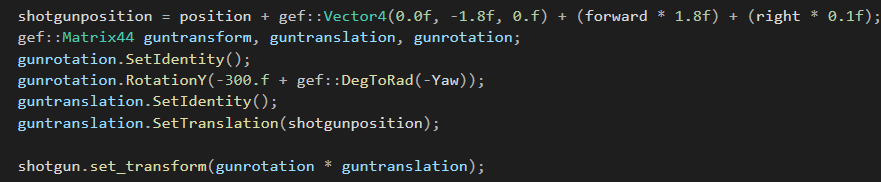 shotgunposition = position + gef::Vector4(0.0f, -1.8f, 0.f) + (forward * 1.8f) + (right * 0.1f);
gef::Matrix44 guntransform, guntranslation, gunrotation;
gunrotation.SetIdentity();
gunrotation.RotationY(-300.f + gef::DegToRad(-Yaw));
guntranslation.SetIdentity();
guntranslation.SetTranslation(shotgunposition);
shotgun.set_transform(gunrotation * guntranslation);